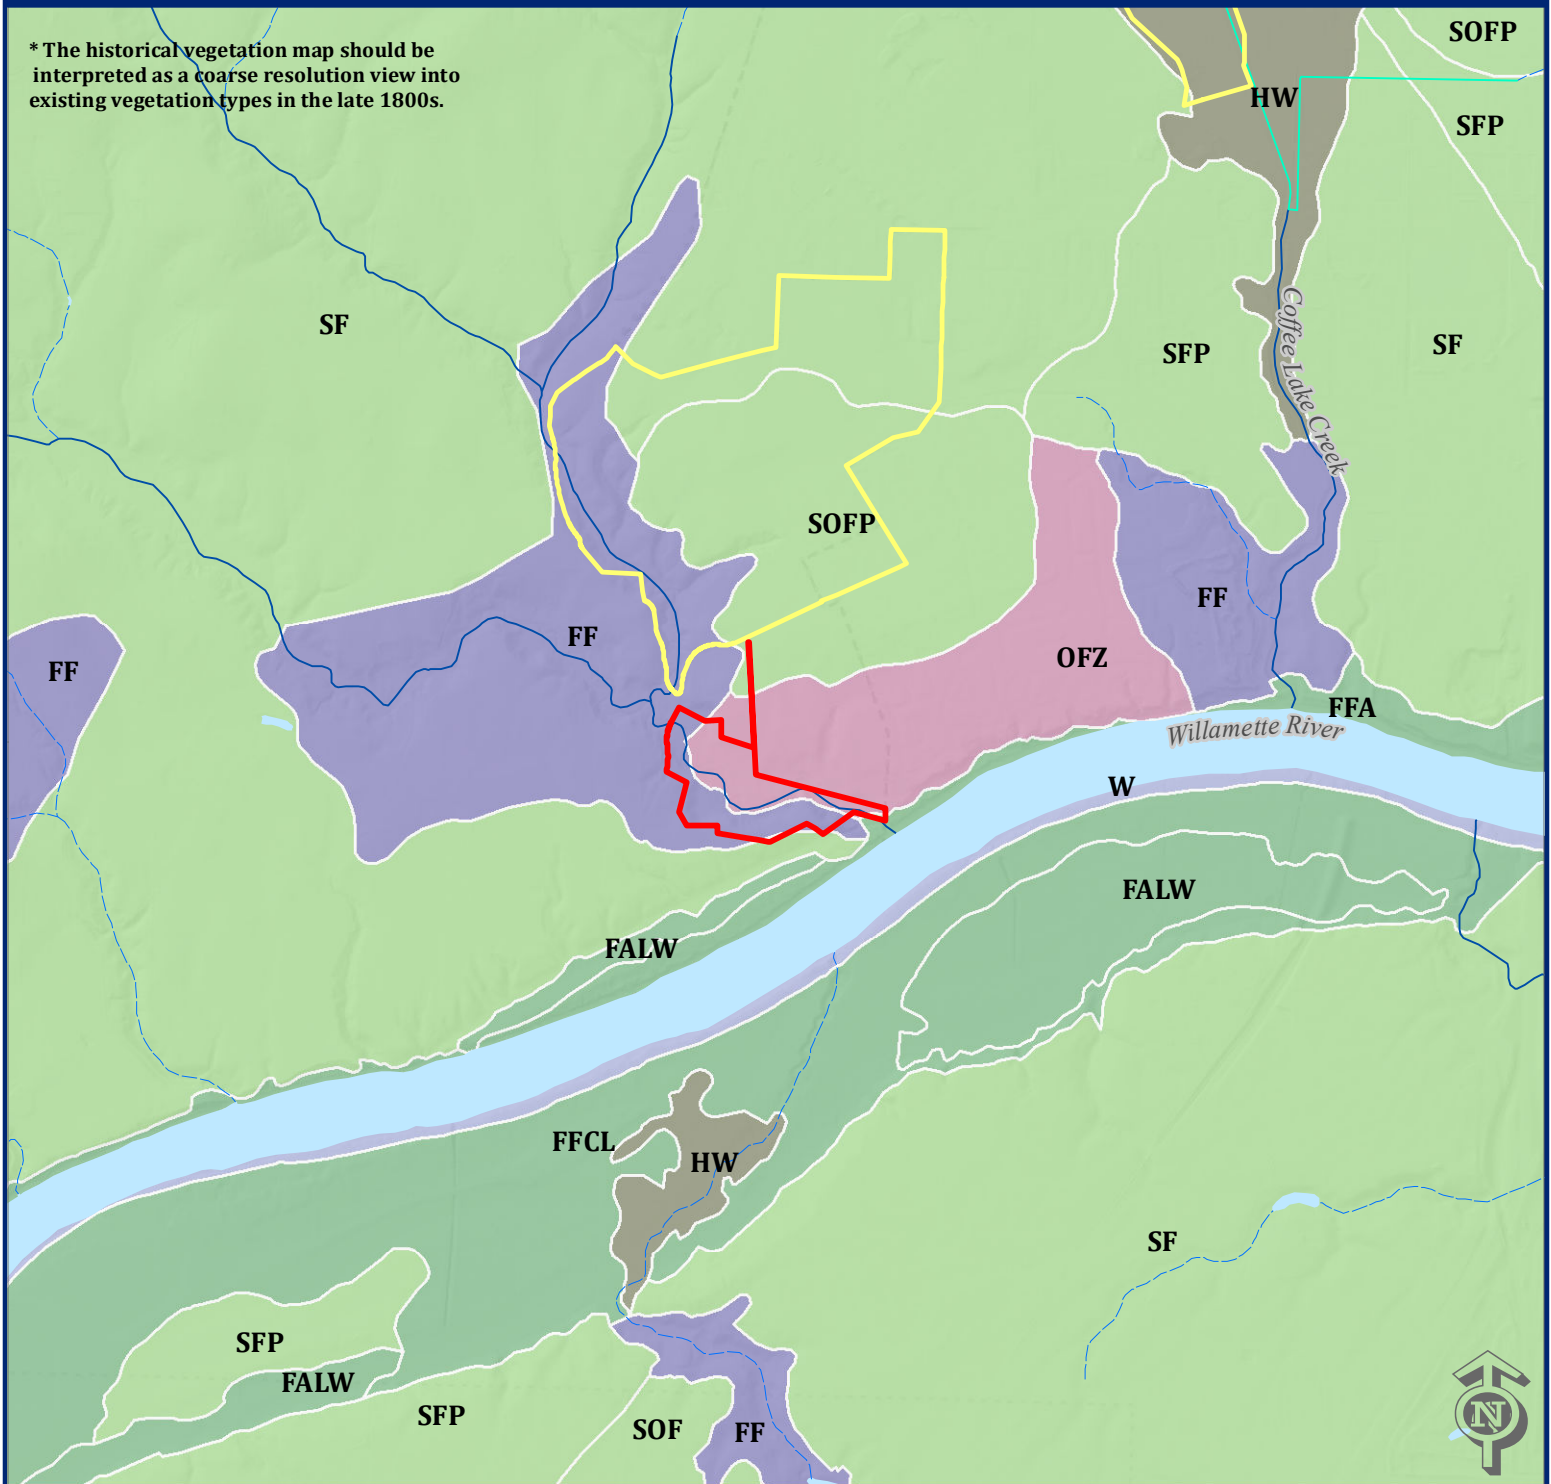 * The historical vegetation map should be
interpreted as a coarse resolution view into
existing vegetation types in the late 1800s.
SOFP
HW
SFP
SF
SFP
SF
Coffee Lake Creek
SOFP
FF
FF
FF
OFZ
FFA
Willamette River
W
FALW
FALW
FFCL
HW
SF
SFP
FALW
SFP
SOF
FF
N